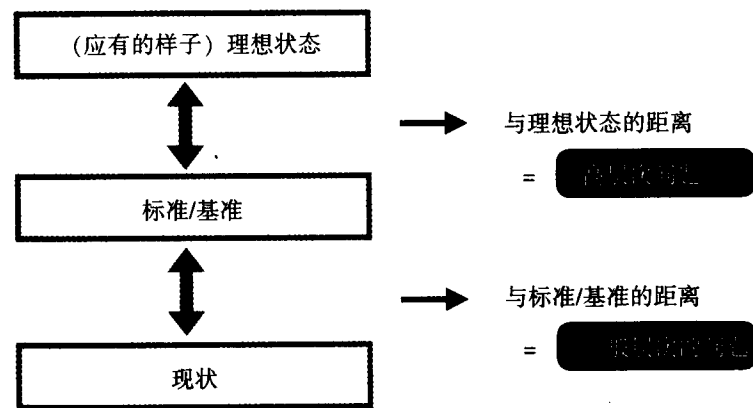 (应有的样子) 理想状态
与理想状态的距离
=
标准/基准
与标准/基准的距离
=
现状